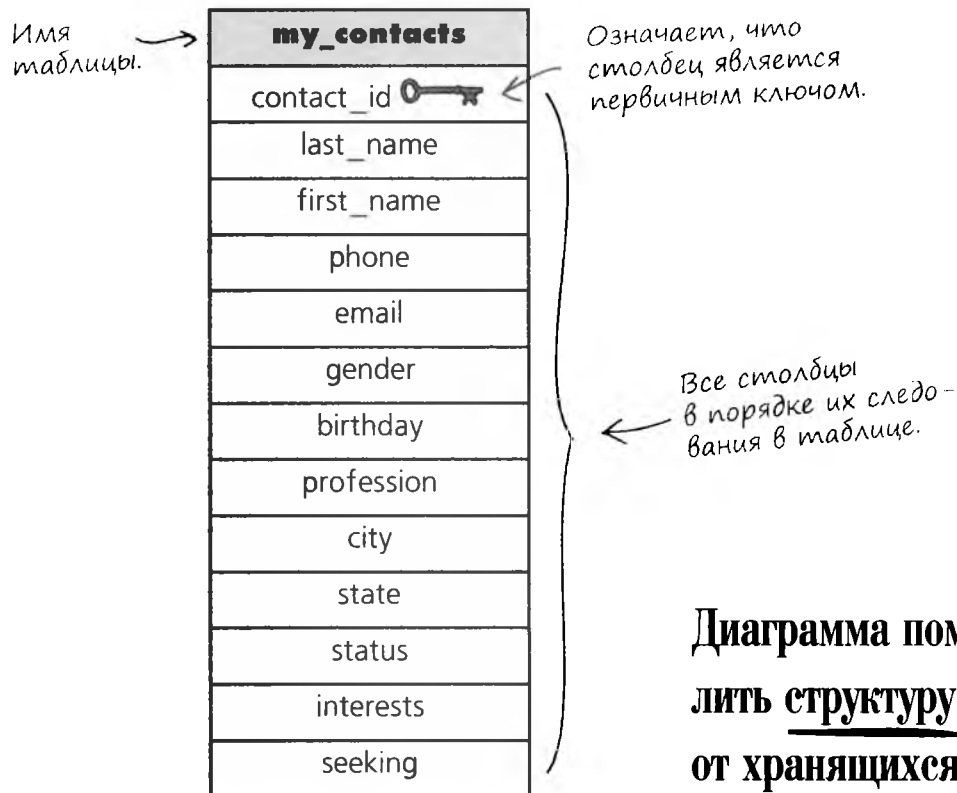 Имя
таблицы.
my_contacts
Означает, что
столбец является
первичным ключом.
contact_id
last_name
first_name
phone
email
gender
birthday
profession
city
state
status
interests
seeking
Все столбцы
в порядке их следо-
вания в таблице.
Диаграмма
лить структуру
от хранящихся